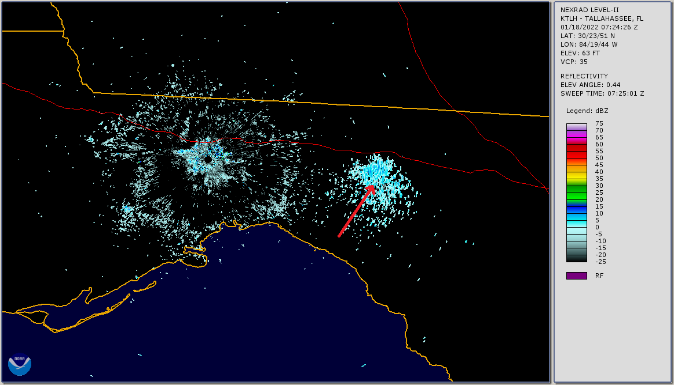 NEXRAD LEVEL-II
KTLH - TALLAHASSEE, FL
01/18/2022 07:24:26 Z
LAT: 30/23/51 N
LON: 84/19/44 W
ELEV: 63 FT
VCP: 35
REFLECTIVITY
ELEV ANGLE: 0.44
SWEEP TIME: 07:25:01 Z
Legend: dBZ
75
70
65
60
55
50
45
40
35
30
25
20
15
10
5
0
-5
-10
-15
-20
-25
RF